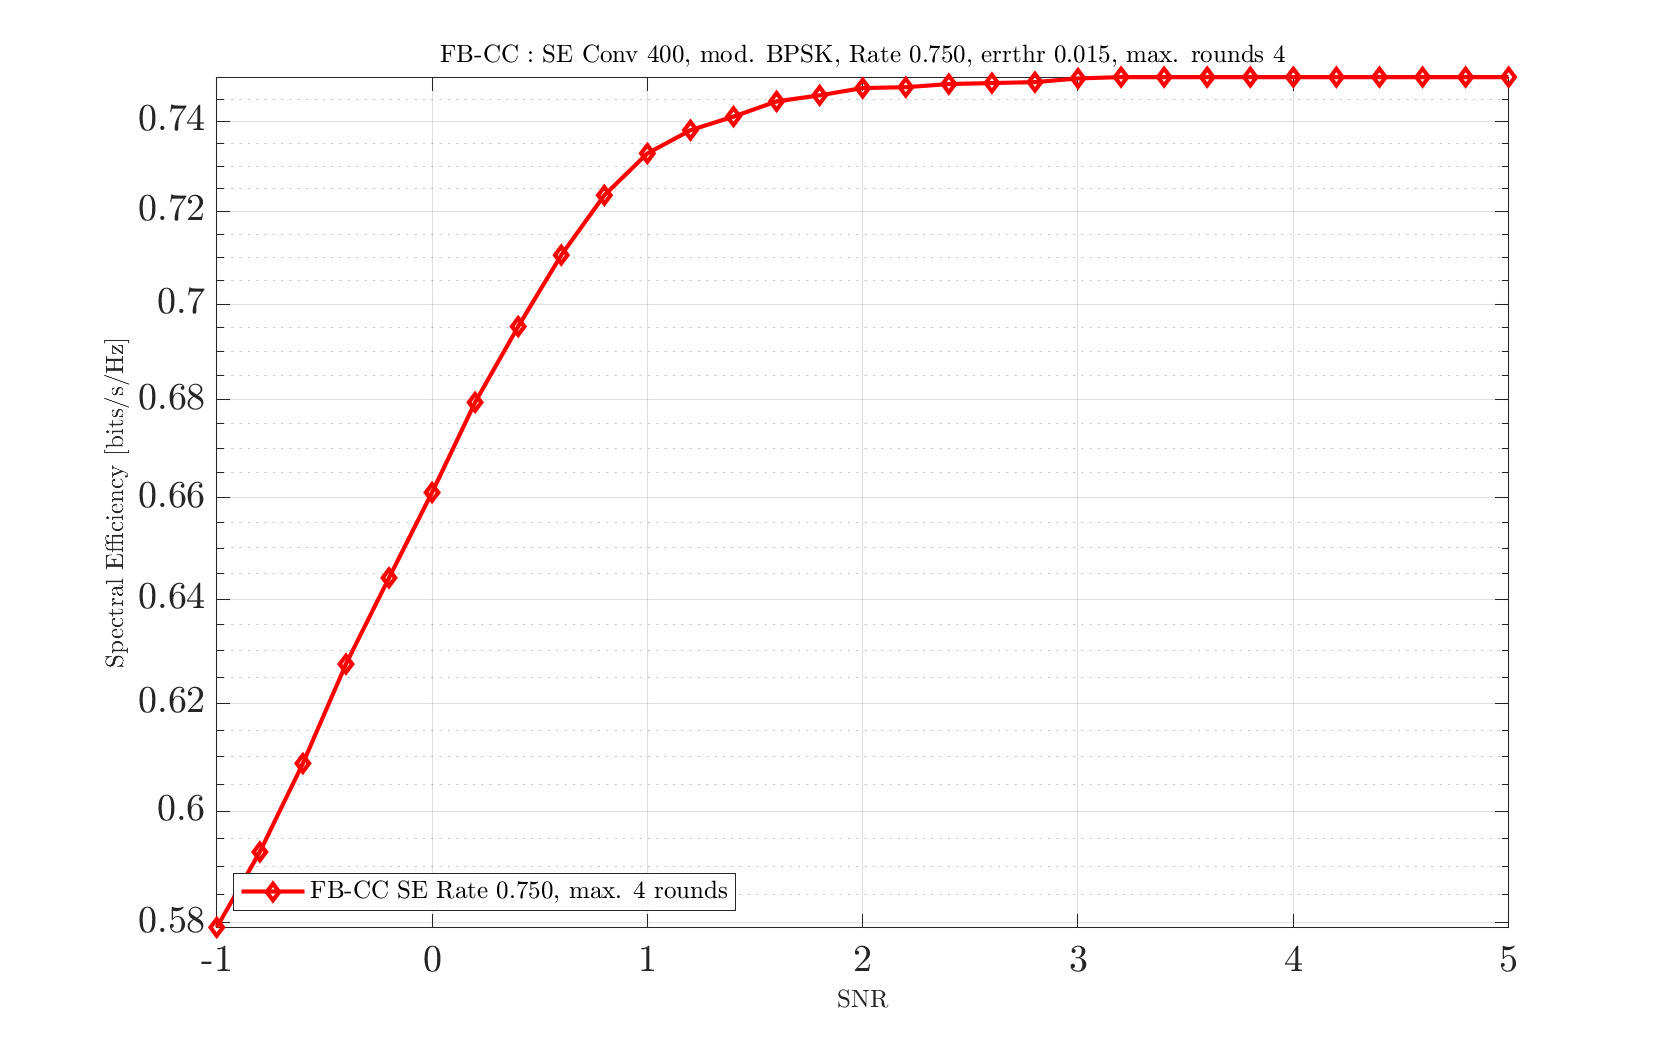 FB-CC : SE Conv 400, mod. BPSK, Rate 0.750, errthr 0.015, max. rounds 4
0.74
0.72
0.7
0.68
0.66
0.64
0.62
0.6
0.58
Spectral Efficiency [bits/s/Hz]
FB-CC SE Rate 0.750, max. 4 rounds
-1 0 1 2 3 4 5
SNR